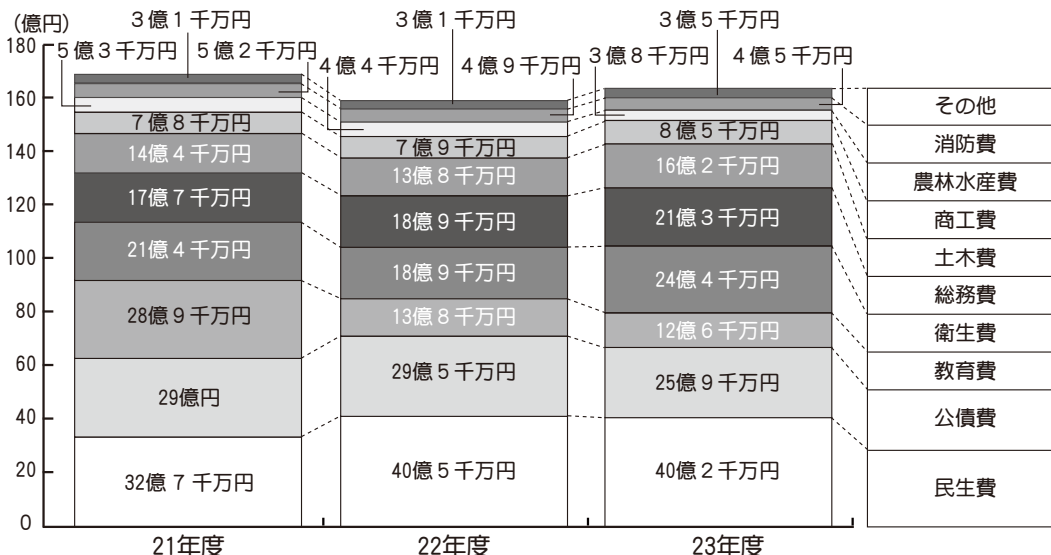 (億円)
180
160
140
120
100
80
60
40
20
0
3億1千万円
5億3千万円
5億2千万円
7億8千万円
14億4千万円
17億7千万円
21億4千万円
28億9千万円
29億円
32億7千万円
21年度
3億1千万円
4億4千万円
4億9千万円
7億9千万円
13億8千万円
18億9千万円
18億9千万円
13億8千万円
29億5千万円
40億5千万円
22年度
3億5千万円
3億8千万円
4億5千万円
8億5千万円
16億2千万円
21億3千万円
24億4千万円
12億6千万円
25億9千万円
40億2千万円
23年度
その他
消防費
農林水産費
商工費
土木費
総務費
衛生費
教育費
公債費
民生費